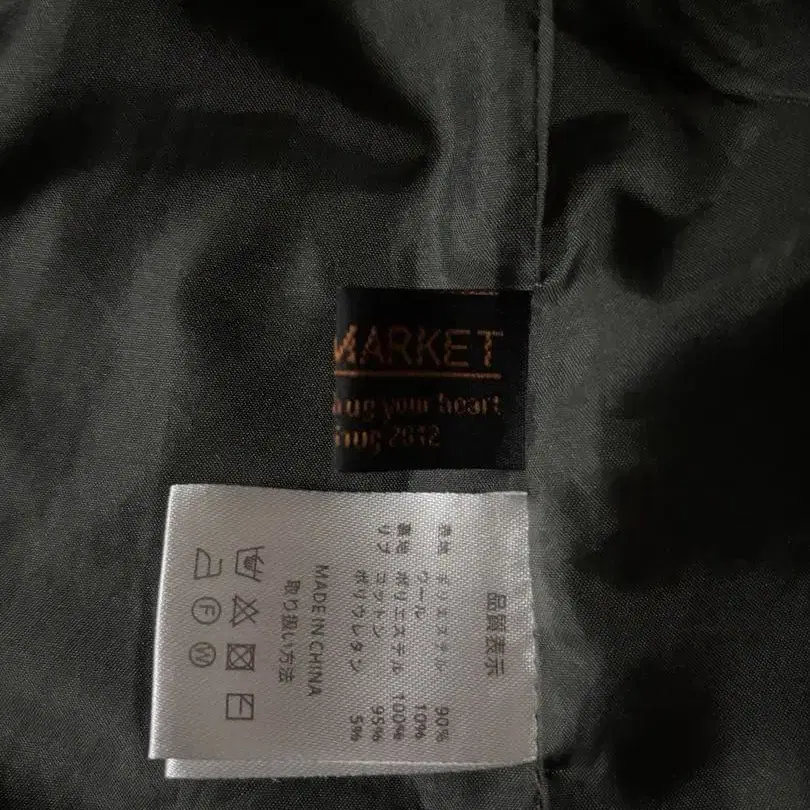 MARKET
your heart
2012
品質表示
表地 ポリエステル 90%
ウール 10%
裏地 ポリエステル 100%
リブ コットン 95%
ポリウレタン 5%
MADE IN CHINA
取り扱い方法
F
W